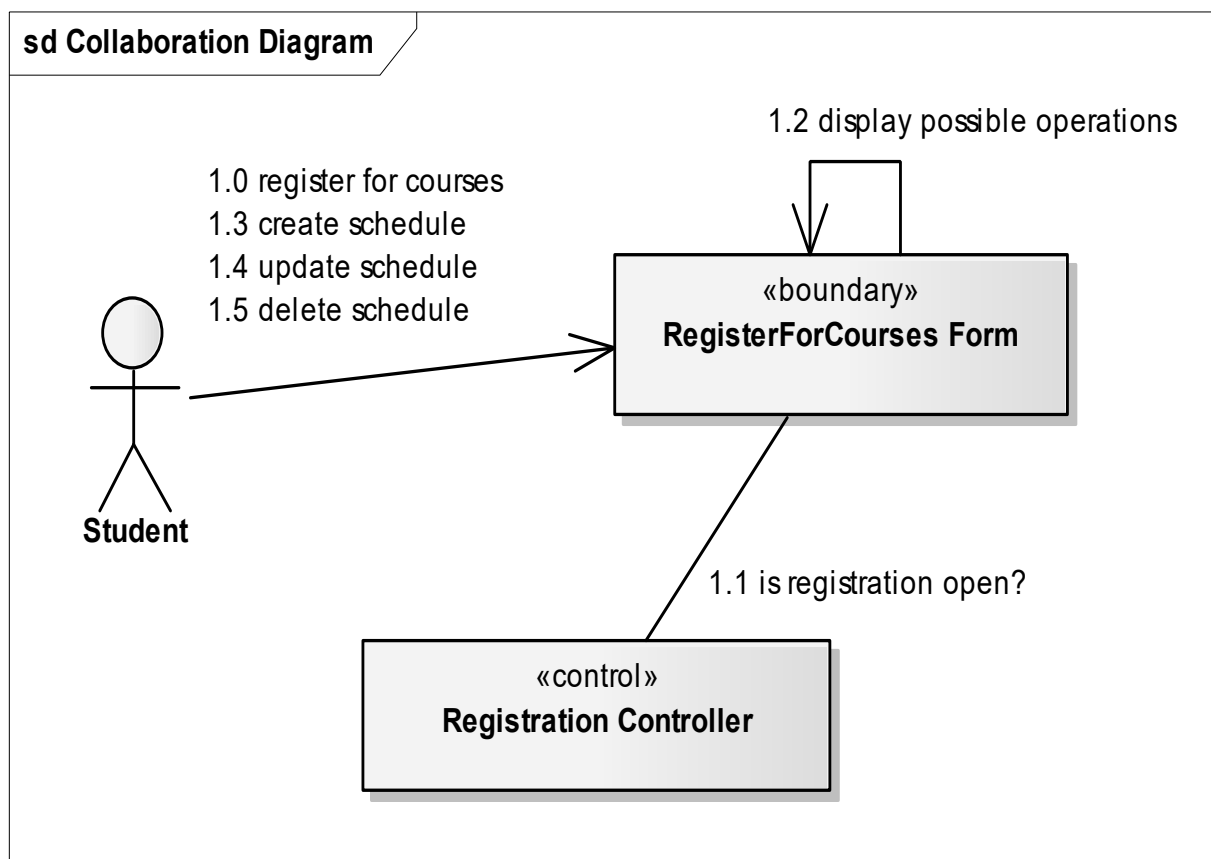 sd Collaboration Diagram
1.2 display possible operations
1.0 register for courses
1.3 create schedule
1.4 update schedule
1.5 delete schedule
«boundary»
RegisterForCourses Form
Student
1.1 is registration open?
«control»
Registration Controller